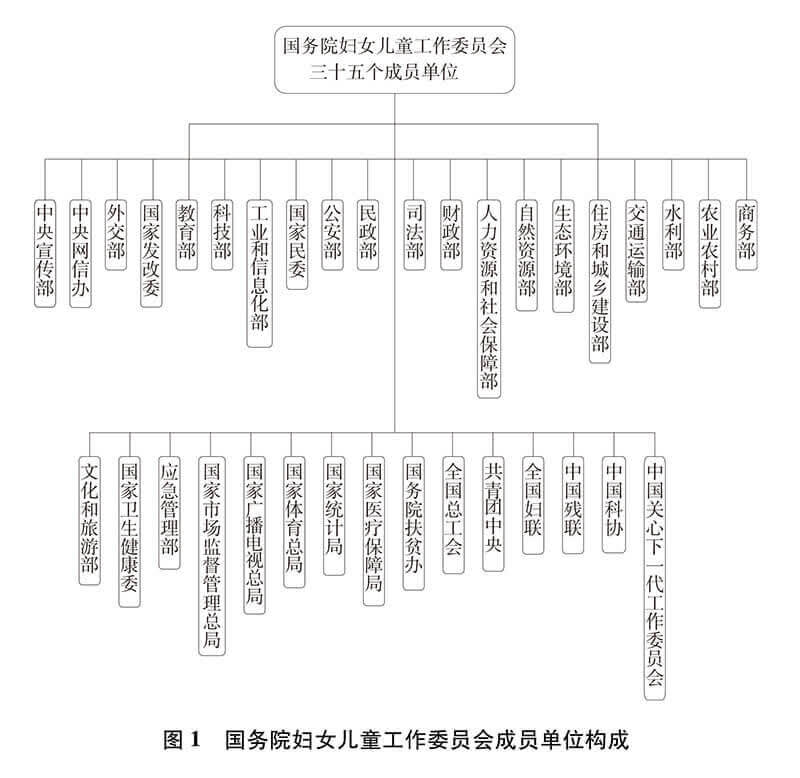 国务院妇女儿童工作委员会
三十五个成员单位
中央宣传部
中央网信办
外交部
国家发改委
教育部
科技部
工业和信息化部
国家民委
公安部
民政部
司法部
财政部
人力资源和社会保障部
自然资源部
生态环境部
住房和城乡建设部
交通运输部
水利部
农业农村部
商务部
文化和旅游部
国家卫生健康委
应急管理部
国家市场监督管理总局
国家广播电视总局
国家体育总局
国家统计局
国家医疗保障局
国务院扶贫办
全国总工会
共青团中央
全国妇联
中国残联
中国科协
中国关心下一代工作委员会
图1 国务院妇女儿童工作委员会成员单位构成